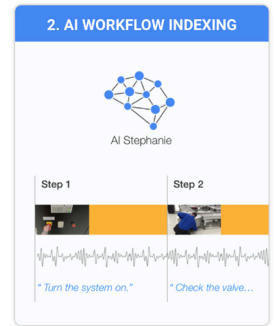 2. AI WORKFLOW INDEXING
AI Stephanie
Step 1
Step 2
“Turn the system on.”
“Check the valve…